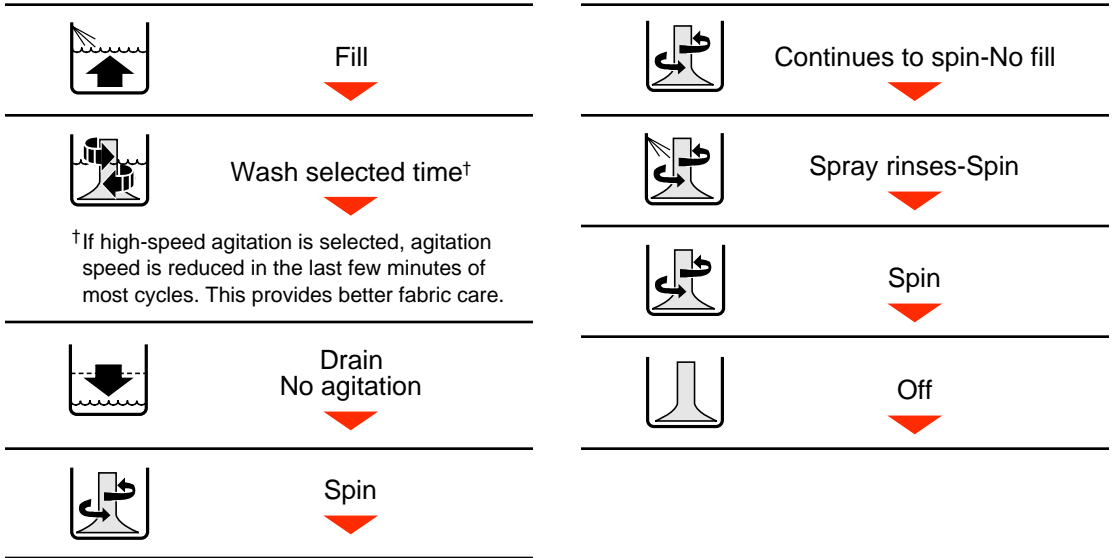 Fill
Wash selected time†
†If high-speed agitation is selected, agitation
speed is reduced in the last few minutes of
most cycles. This provides better fabric care.
Drain
No agitation
Spin
Continues to spin-No fill
Spray rinses-Spin
Spin
Off